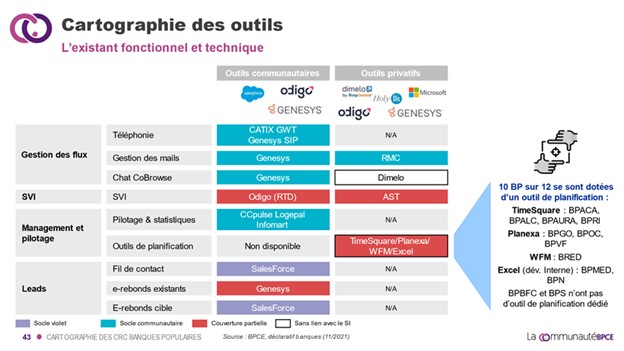 Cartographie des outils
L'existant fonctionnel et technique
Outils communautaires
Outils privatifs
salesforce
odigo
GENESYS
dimelo
by RingCentral
Holy Dis
Microsoft
odigo
GENESYS
Gestion des flux
Téléphonie
CATIX GWT
Genesys SIP
N/A
Gestion des mails
Genesys
RMC
Chat CoBrowse
Genesys
Dimelo
SVI
SVI
Odigo (RTD)
AST
Management et
pilotage
Pilotage & statistiques
CCpulse Logepal
Infomart
N/A
Outils de planification
Non disponible
TimeSquare/Planexa/
WFM/Excel
Leads
Fil de contact
SalesForce
N/A
e-rebonds existants
Genesys
N/A
E-rebonds cible
SalesForce
N/A
10 BP sur 12 se sont dotées
d'un outil de planification :
TimeSquare : BPACA,
BPALC, BPAURA, BPRI
Planexa : BPGO, BPOC,
BPVF
WFM : BRED
Excel (dév. Interne) : BPMED,
BPN
BPBFC et BPS n'ont pas
d'outil de planification dédié
Socle violet
Socle communautaire
Couverture partielle
Sans lien avec le SI
43
CARTOGRAPHIE DES CRC BANQUES POPULAIRES
Source : BPCE, déclaratif banques (11/2021)
La Communauté BPCE